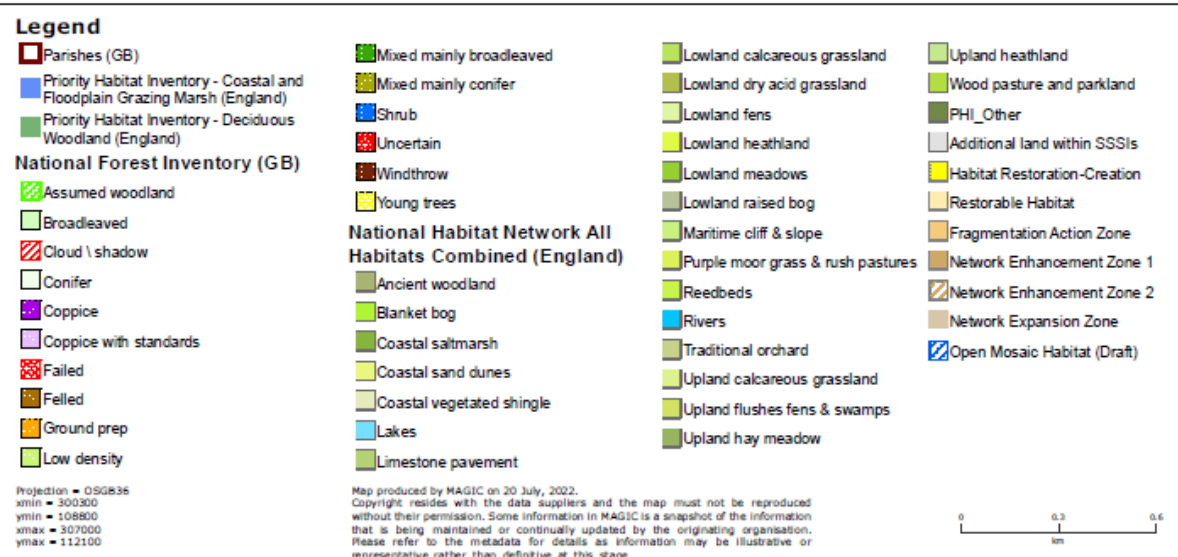 Legend
Parishes (GB)
Priority Habitat Inventory - Coastal and
Floodplain Grazing Marsh (England)
Priority Habitat Inventory - Deciduous
Woodland (England)
National Forest Inventory (GB)
Assumed woodland
Broadleaved
Cloud \ shadow
Conifer
Coppice
Coppice with standards
Failed
Felled
Ground prep
Low density
Mixed mainly broadleaved
Mixed mainly conifer
Shrub
Uncertain
Windthrow
Young trees
National Habitat Network All
Habitats Combined (England)
Ancient woodland
Blanket bog
Coastal saltmarsh
Coastal sand dunes
Coastal vegetated shingle
Lakes
Limestone pavement
Lowland calcareous grassland
Lowland dry acid grassland
Lowland fens
Lowland heathland
Lowland meadows
Lowland raised bog
Maritime cliff & slope
Purple moor grass & rush pastures
Reedbeds
Rivers
Traditional orchard
Upland calcareous grassland
Upland flushes fens & swamps
Upland hay meadow
Upland heathland
Wood pasture and parkland
PHI_Other
Additional land within SSSIs
Habitat Restoration-Creation
Restorable Habitat
Fragmentation Action Zone
Network Enhancement Zone 1
Network Enhancement Zone 2
Network Expansion Zone
Open Mosaic Habitat (Draft)
Projection = OSGB36
xmin = 300300
ymin = 108800
xmax = 307000
ymax = 112100
Map produced by MAGIC on 20 July, 2022.
Copyright resides with the data suppliers and the map must not be reproduced
without their permission. Some information in MAGIC is a snapshot of the information
that is being maintained or continually updated by the originating organisation.
Please refer to the metadata for details as information may be illustrative or
representative rather than definitive at this stage.
0 0.3 0.6
km